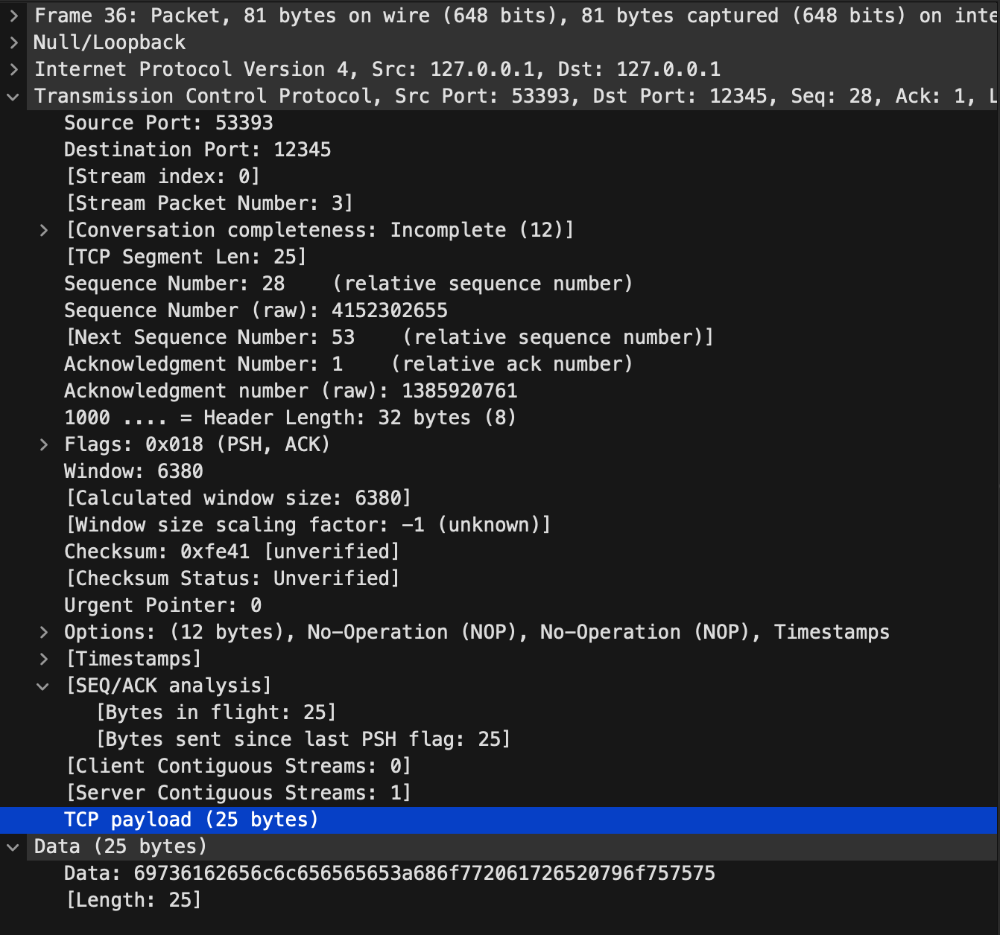 Frame 36: Packet, 81 bytes on wire (648 bits), 81 bytes captured (648 bits) on inte
Null/Loopback
Internet Protocol Version 4, Src: 127.0.0.1, Dst: 127.0.0.1
Transmission Control Protocol, Src Port: 53393, Dst Port: 12345, Seq: 28, Ack: 1, L
Source Port: 53393
Destination Port: 12345
[Stream index: 0]
[Stream Packet Number: 3]
[Conversation completeness: Incomplete (12)]
[TCP Segment Len: 25]
Sequence Number: 28    (relative sequence number)
Sequence Number (raw): 4152302655
[Next Sequence Number: 53    (relative sequence number)]
Acknowledgment Number: 1    (relative ack number)
Acknowledgment number (raw): 1385920761
1000 .... = Header Length: 32 bytes (8)
Flags: 0x018 (PSH, ACK)
Window: 6380
[Calculated window size: 6380]
[Window size scaling factor: -1 (unknown)]
Checksum: 0xfe41 [unverified]
[Checksum Status: Unverified]
Urgent Pointer: 0
Options: (12 bytes), No-Operation (NOP), No-Operation (NOP), Timestamps
[Timestamps]
[SEQ/ACK analysis]
[Bytes in flight: 25]
[Bytes sent since last PSH flag: 25]
[Client Contiguous Streams: 0]
[Server Contiguous Streams: 1]
TCP payload (25 bytes)
Data (25 bytes)
Data: 69736162656c6c656565653a686f772061726520796f757575
[Length: 25]